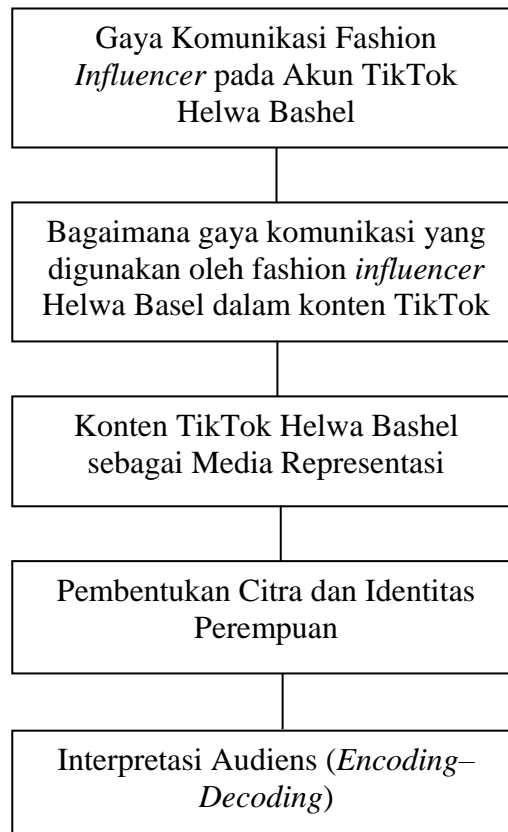 Gaya Komunikasi Fashion
Influencer pada Akun TikTok
Helwa Bashel
Bagaimana gaya komunikasi yang
digunakan oleh fashion influencer
Helwa Basel dalam konten TikTok
Konten TikTok Helwa Bashel
sebagai Media Representasi
Pembentukan Citra dan Identitas
Perempuan
Interpretasi Audiens (Encoding–
Decoding)